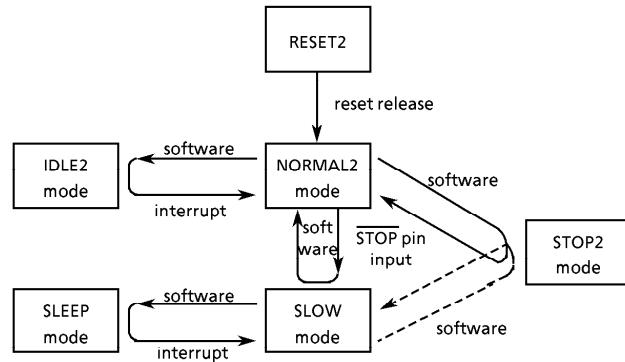 RESET2
reset release
IDLE2
mode
software
interrupt
NORMAL2
mode
software
soft
ware
STOP pin
input
STOP2
mode
SLEEP
mode
software
interrupt
SLOW
mode
software